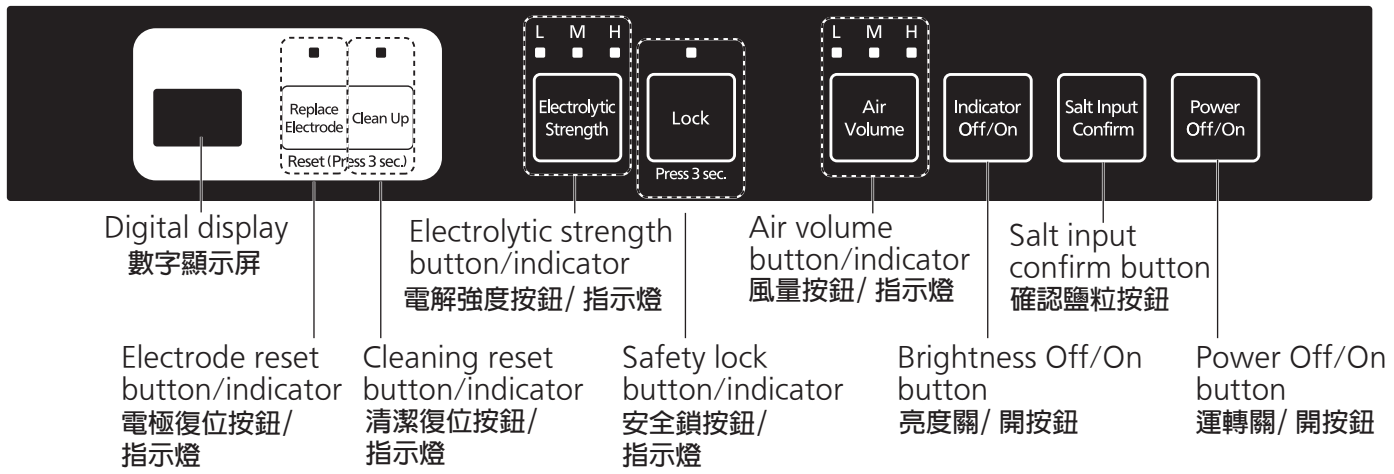 L M H
L M H
Replace
Electrode
Clean Up
Reset (Press 3 sec.)
Electrolytic
Strength
Lock
Press 3 sec.
Air
Volume
Indicator
Off/On
Salt Input
Confirm
Power
Off/On
Digital display
數字顯示屏
Electrolytic strength
button/indicator
電解強度按鈕/ 指示燈
Air volume
button/indicator
風量按鈕/ 指示燈
Salt input
confirm button
確認鹽粒按鈕
Electrode reset
button/indicator
電極復位按鈕/
指示燈
Cleaning reset
button/indicator
清潔復位按鈕/
指示燈
Safety lock
button/indicator
安全鎖按鈕/
指示燈
Brightness Off/On
button
亮度關/ 開按鈕
Power Off/On
button
運轉關/ 開按鈕